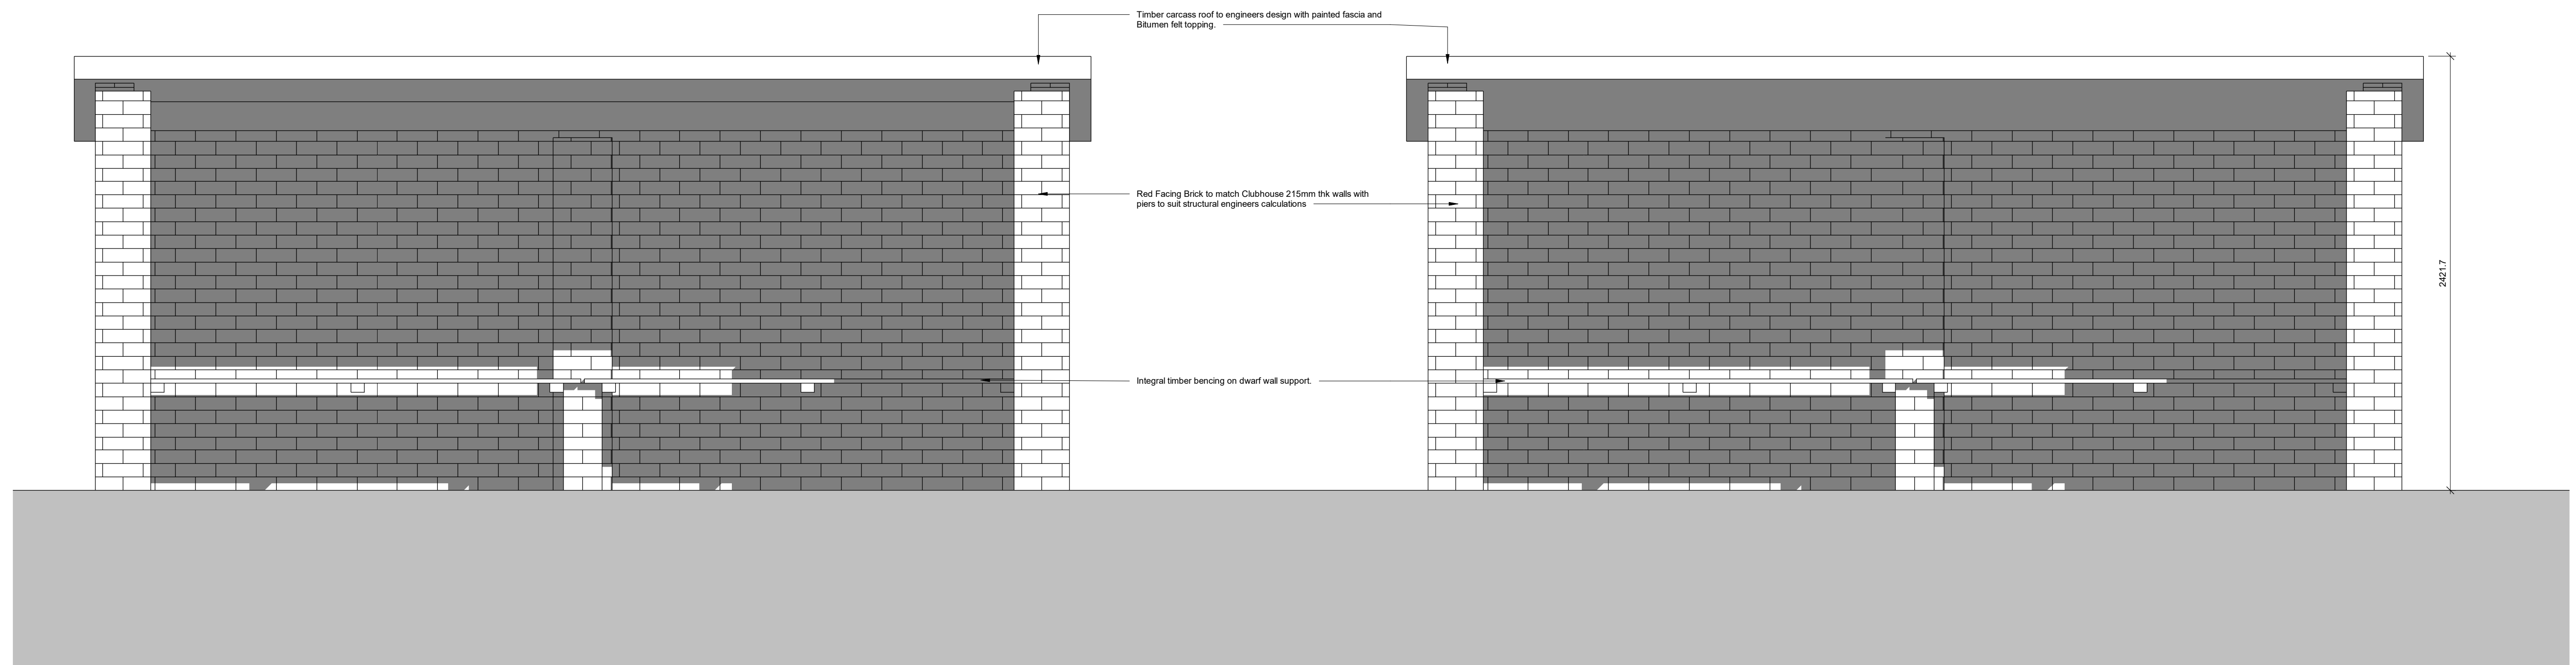 Timber carcass roof to engineers design with painted fascia and
Bitumen felt topping.
Red Facing Brick to match Clubhouse 215mm thk walls with
piers to suit structural engineers calculations
2421.7
Integral timber bencing on dwarf wall support.